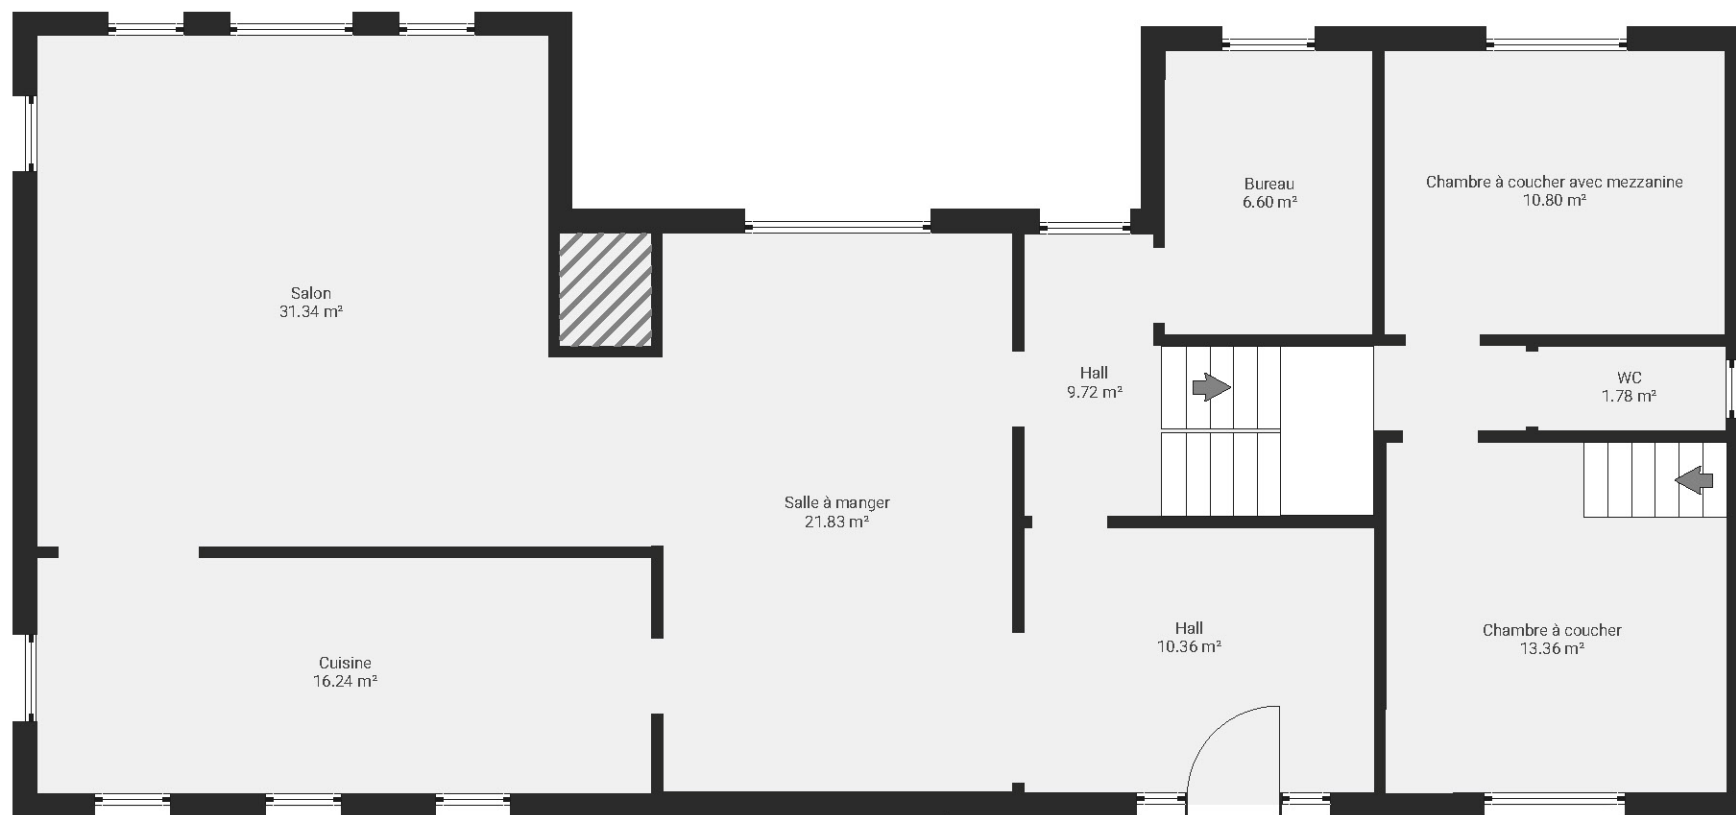 Bureau
6.60 m²
Chambre à coucher avec mezzanine
10.80 m²
Salon
31.34 m²
Hall
9.72 m²
WC
1.78 m²
Salle à manger
21.83 m²
Hall
10.36 m²
Chambre à coucher
13.36 m²
Cuisine
16.24 m²